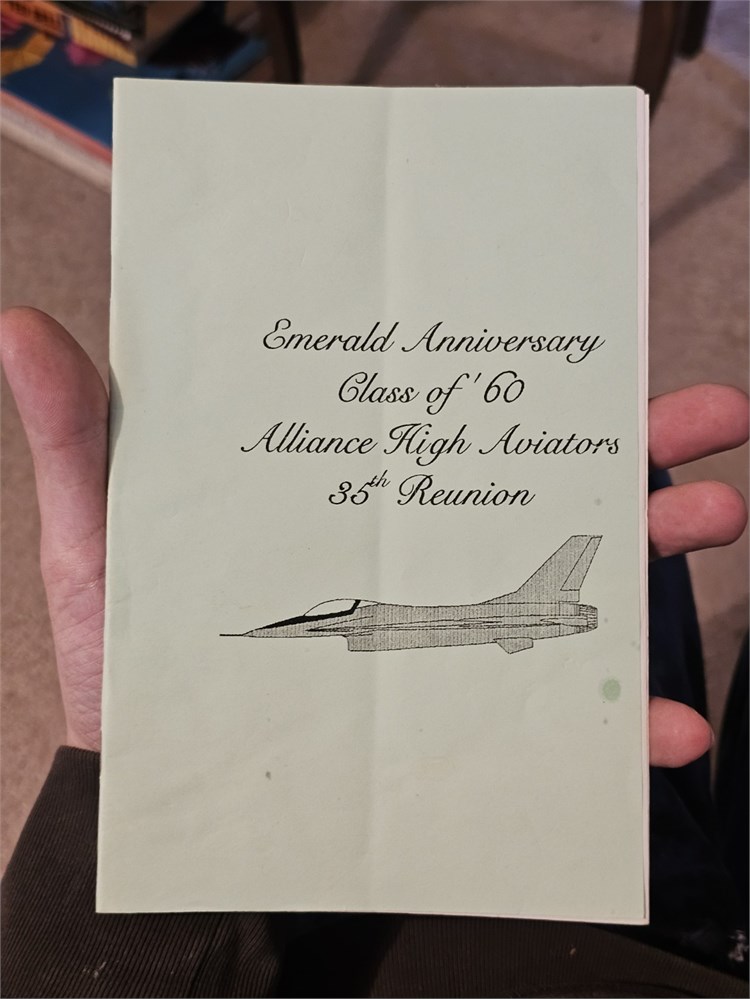 Emerald Anniversary
Class of '60
Alliance High Aviators
35th Reunion